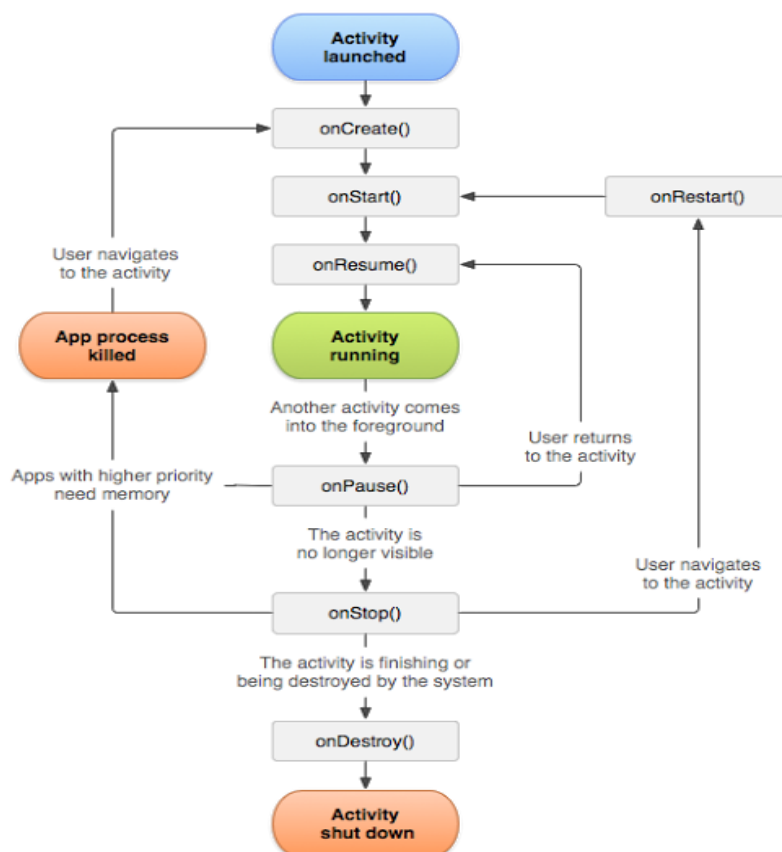 Activity
launched
onCreate()
onStart()
onRestart()
User navigates
to the activity
onResume()
App process
killed
Activity
running
Another activity comes
into the foreground
User returns
to the activity
Apps with higher priority
need memory
onPause()
The activity is
no longer visible
User navigates
to the activity
onStop()
The activity is finishing or
being destroyed by the system
onDestroy()
Activity
shut down